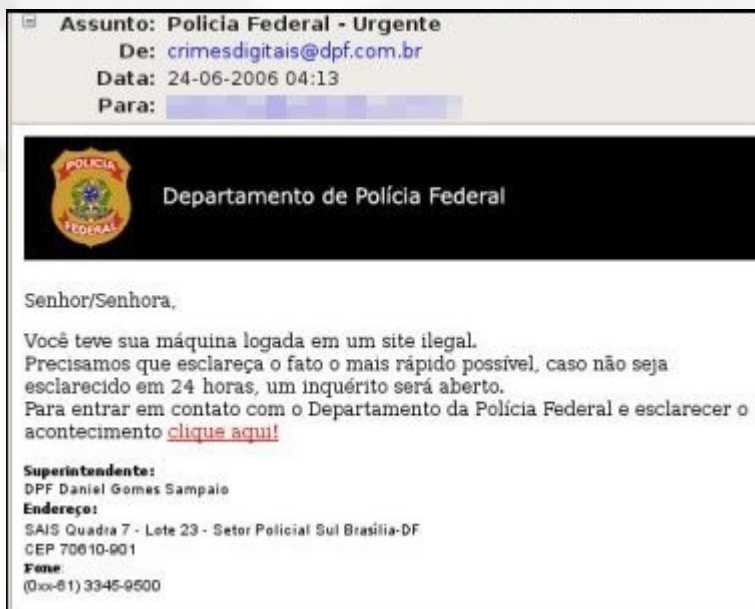 Assunto: Policia Federal - Urgente
De: crimesdigitais@dpf.com.br
Data: 24-06-2006 04:13
Para:
POLICIA
FEDERAL
Departamento de Polícia Federal
Senhor/Senhora,
Você teve sua máquina logada em um site ilegal.
Precisamos que esclareça o fato o mais rápido possível, caso não seja
esclarecido em 24 horas, um inquérito será aberto.
Para entrar em contato com o Departamento da Polícia Federal e esclarecer o
acontecimento clique aqui!
Superintendente:
DPF Daniel Gomes Sampaio
Endereço:
SAIS Quadra 7 - Lote 23 - Setor Policial Sul Brasília-DF
CEP 70610-901
Fone:
(0xx-61) 3345-9500